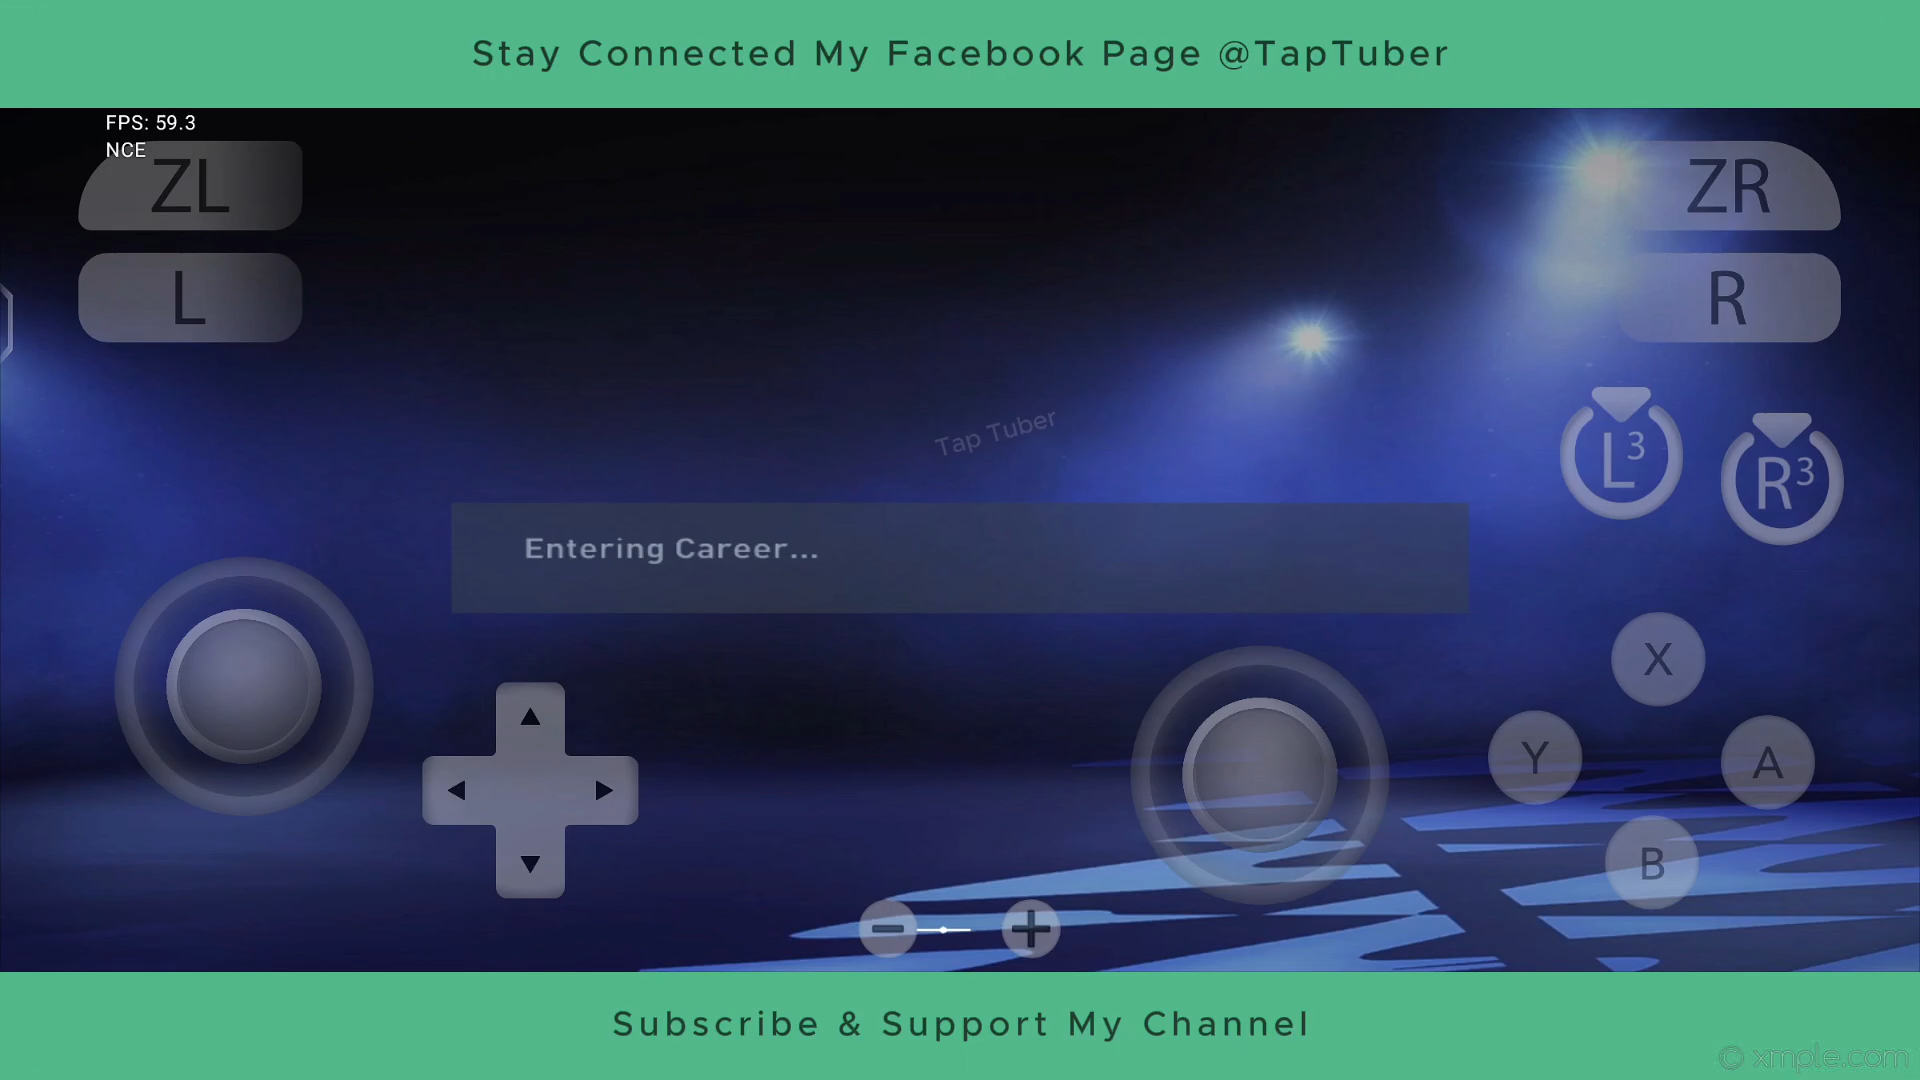 Stay Connected My Facebook Page @TapTuber
FPS: 59.3
NCE
ZL
ZR
L
R
Tap Tuber
L3
R3
Entering Career...
X
Y
A
B
Subscribe & Support My Channel
© xmple.com